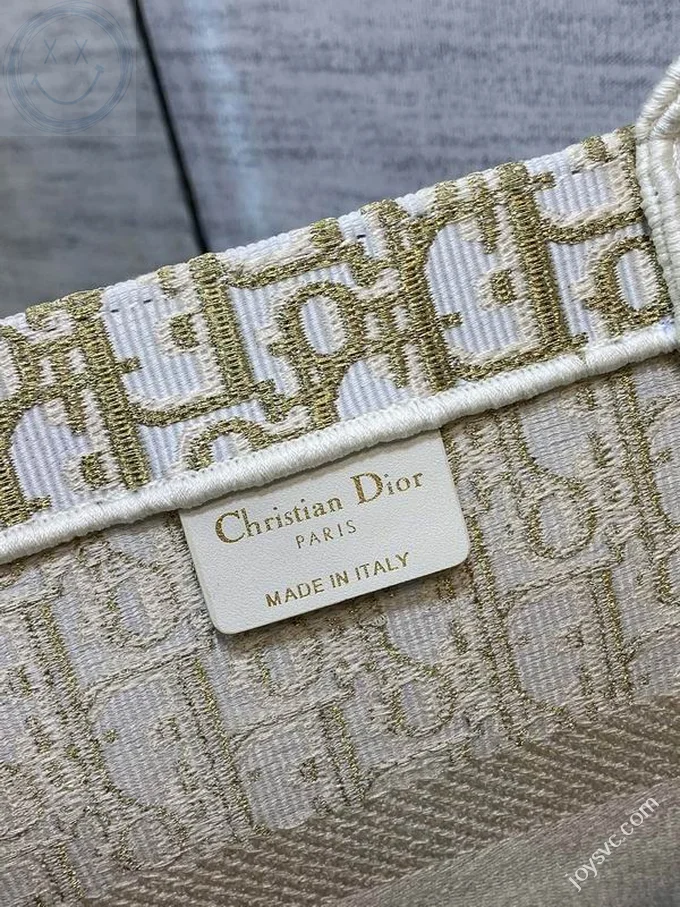 Christian Dior
PARIS
MADE IN ITALY
joysvc.com